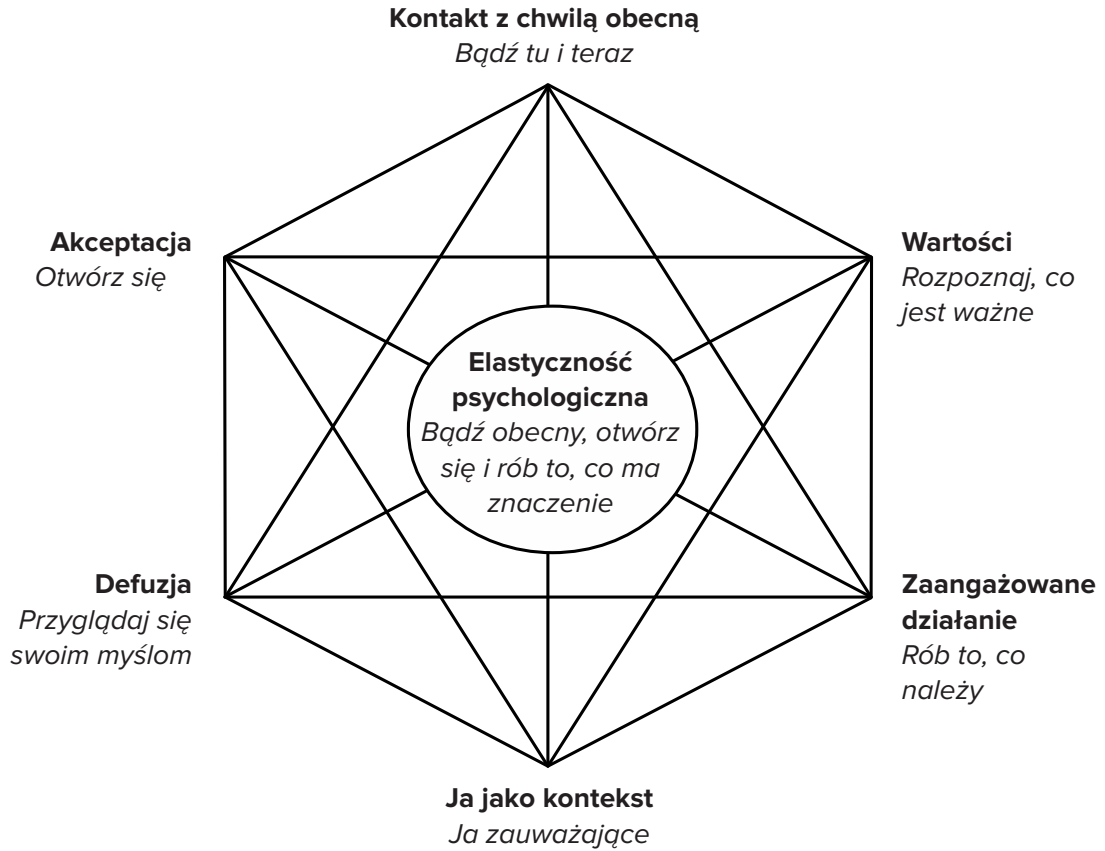 Kontakt z chwilą obecną
Bądź tu i teraz
Akceptacja
Otwórz się
Wartości
Rozpoznaj, co
jest ważne
Elastyczność
psychologiczna
Bądź obecny, otwórz
się i rób to, co ma
znaczenie
Defuzja
Przyglądaj się
swoim myślom
Zaangażowane
działanie
Rób to, co
należy
Ja jako kontekst
Ja zauważające